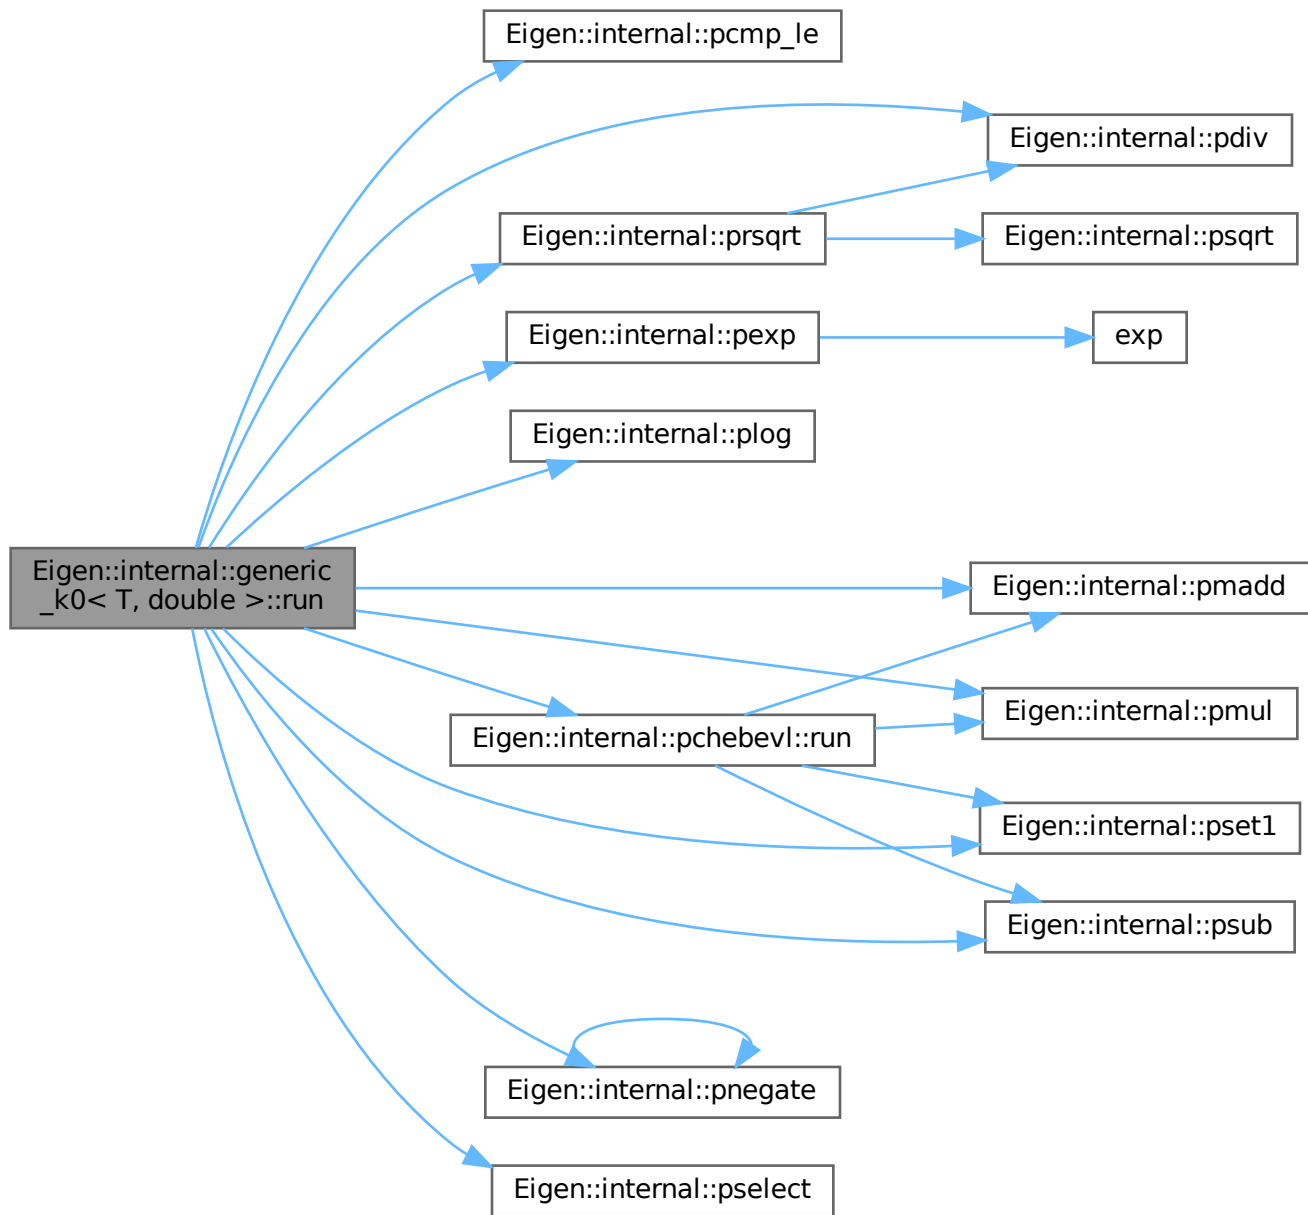 Eigen::internal::pcmp_le
Eigen::internal::pdiv
Eigen::internal::prsqrt
Eigen::internal::psqrt
Eigen::internal::pexp
exp
Eigen::internal::plog
Eigen::internal::generic
_k0< T, double >::run
Eigen::internal::pmadd
Eigen::internal::pmul
Eigen::internal::pchebevl::run
Eigen::internal::pset1
Eigen::internal::psub
Eigen::internal::pnegate
Eigen::internal::pselect